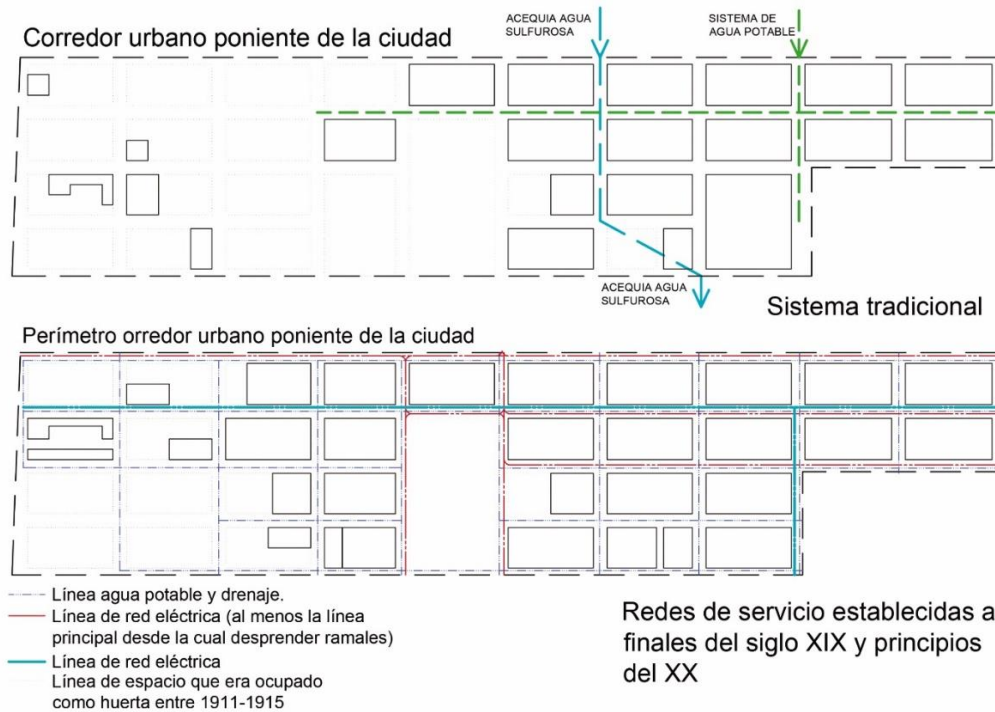 Corredor urbano poniente de la ciudad
ACEQUIA AGUA
SULFUROSA
SISTEMA DE
AGUA POTABLE
ACEQUIA AGUA
SULFUROSA
Sistema tradicional
Perímetro orredor urbano poniente de la ciudad
Línea agua potable y drenaje.
Línea de red eléctrica (al menos la línea
principal desde la cual desprender ramales)
Línea de red eléctrica
Línea de espacio que era ocupado
como huerta entre 1911-1915
Redes de servicio establecidas a
finales del siglo XIX y principios
del XX